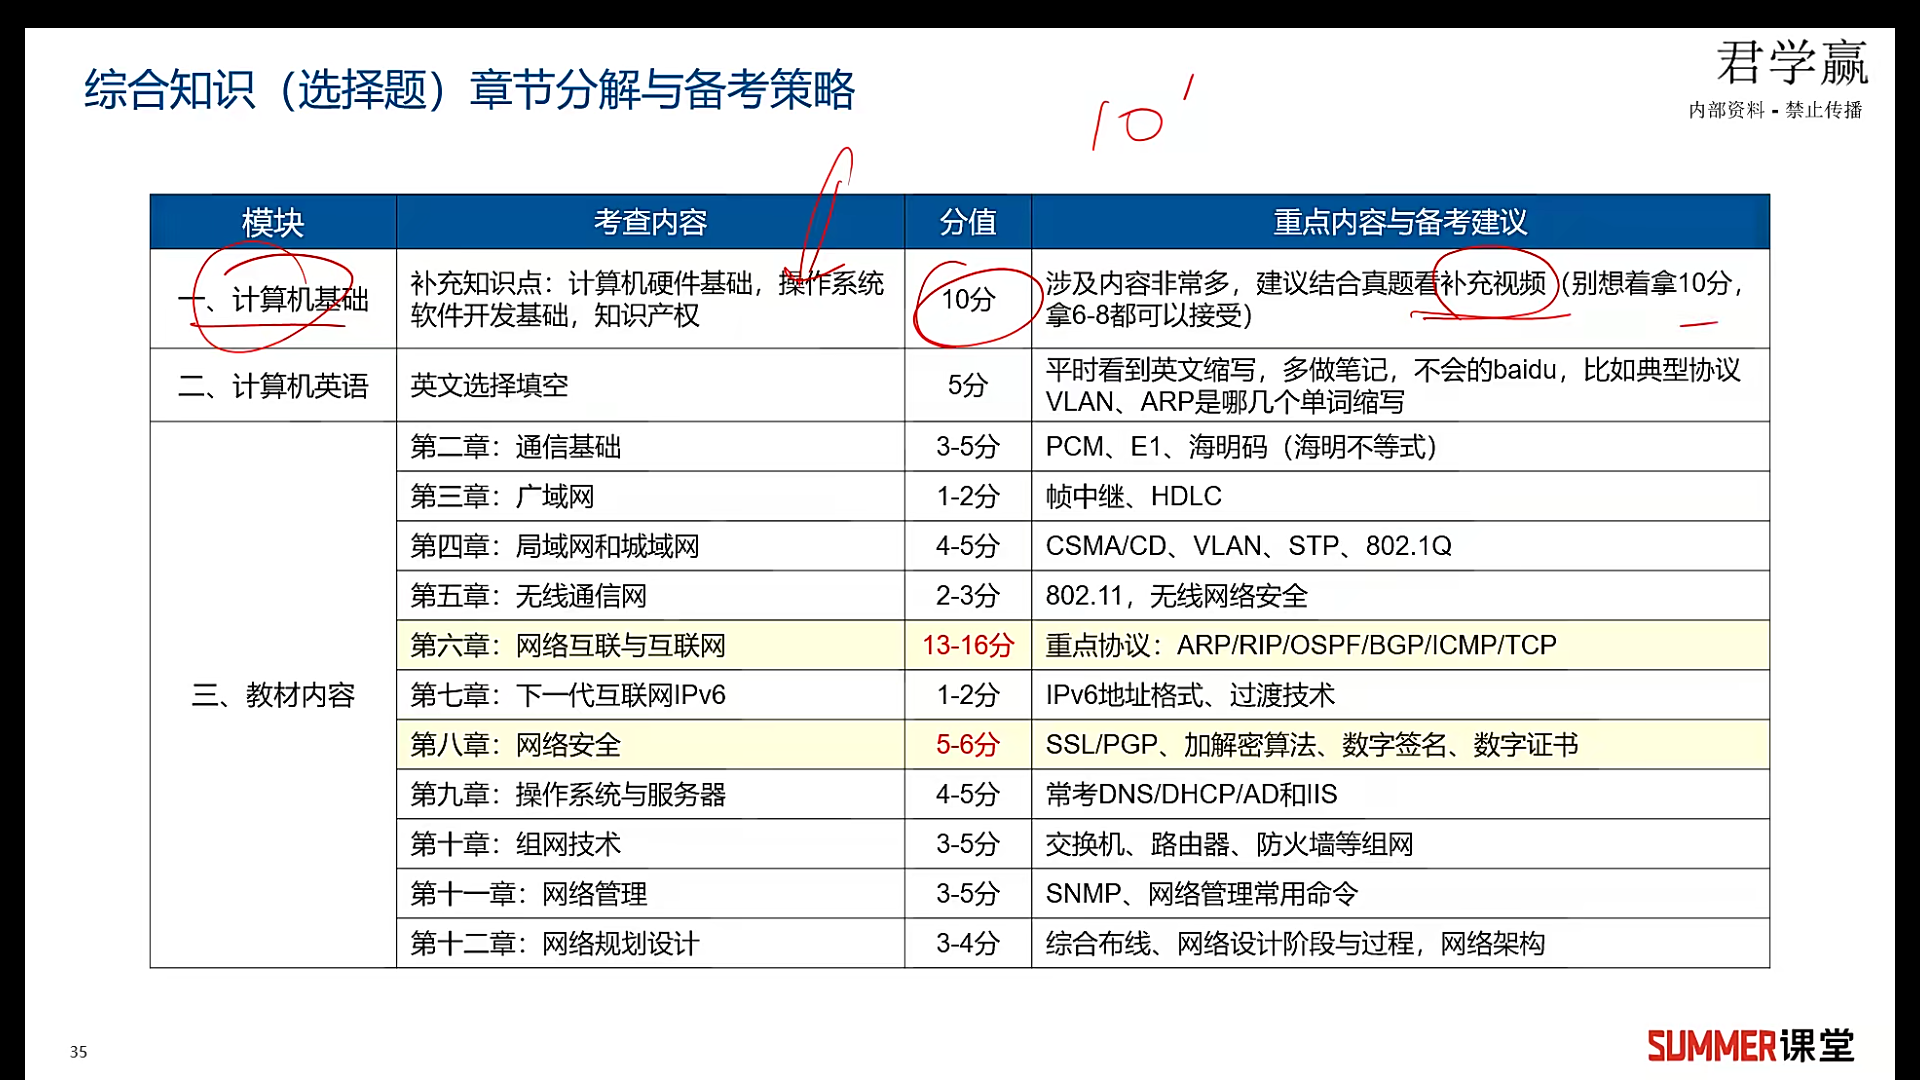 综合知识（选择题）章节分解与备考策略
君学赢
内部资料 - 禁止传播
10'
模块 考查内容 分值 重点内容与备考建议
一、计算机基础 补充知识点：计算机硬件基础，操作系统 10分 涉及内容非常多，建议结合真题看补充视频（别想着拿10分，
软件开发基础，知识产权 拿6-8都可以接受）
二、计算机英语 英文选择填空 5分 平时看到英文缩写，多做笔记，不会的baidu，比如典型协议
VLAN、ARP是哪几个单词缩写
三、教材内容
第二章：通信基础 3-5分 PCM、E1、海明码（海明不等式）
第三章：广域网 1-2分 帧中继、HDLC
第四章：局域网和城域网 4-5分 CSMA/CD、VLAN、STP、802.1Q
第五章：无线通信网 2-3分 802.11，无线网络安全
第六章：网络互联与互联网 13-16分 重点协议：ARP/RIP/OSPF/BGP/ICMP/TCP
第七章：下一代互联网IPv6 1-2分 IPv6地址格式、过渡技术
第八章：网络安全 5-6分 SSL/PGP、加解密算法、数字签名、数字证书
第九章：操作系统与服务器 4-5分 常考DNS/DHCP/AD和IIS
第十章：组网技术 3-5分 交换机、路由器、防火墙等组网
第十一章：网络管理 3-5分 SNMP、网络管理常用命令
第十二章：网络规划设计 3-4分 综合布线、网络设计阶段与过程，网络架构
35
SUMMER课堂